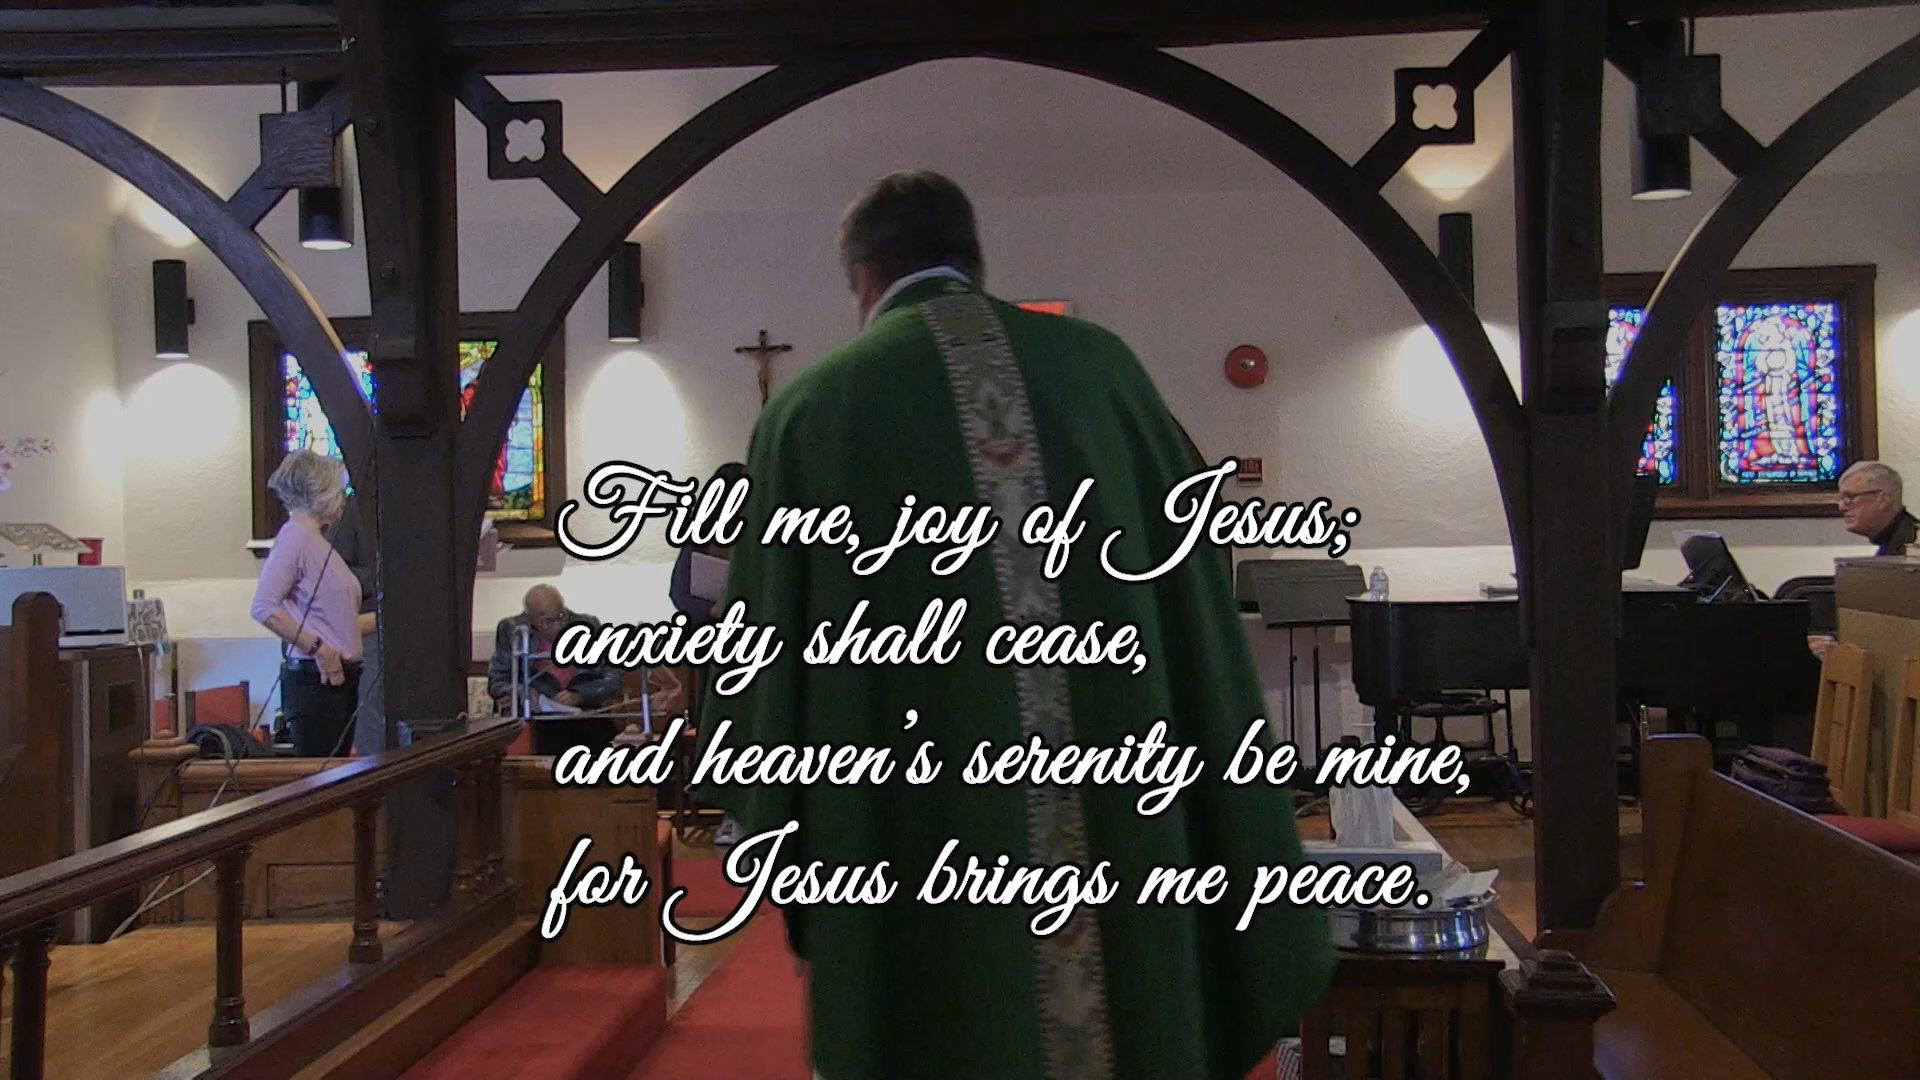 Fill me, joy of Jesus;
anxiety shall cease,
and heaven's serenity be mine,
for Jesus brings me peace.